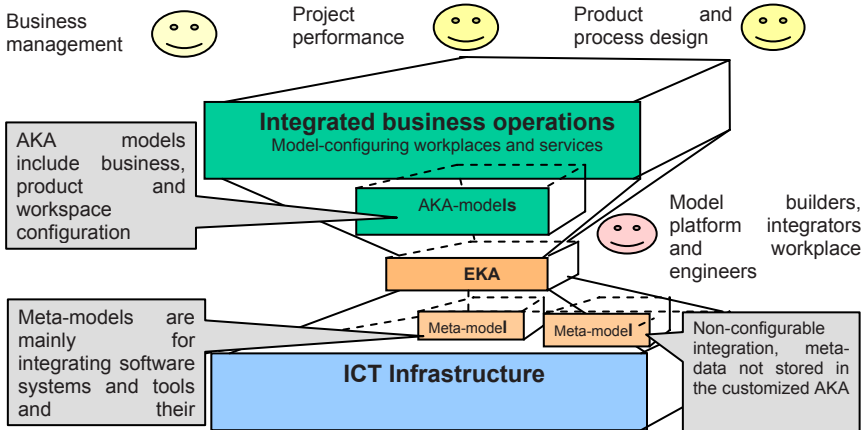 Business
management
Project
performance
Product and
process design
Integrated business operations
Model-configuring workplaces and services
AKA models
include business,
product and
workspace
configuration
AKA-models
Model builders,
platform integrators
and workplace
engineers
EKA
Meta-models are
mainly for
integrating software
systems and tools
and their
Meta-model
Meta-model
Non-configurable
integration, meta-
data not stored in
the customized AKA
ICT Infrastructure